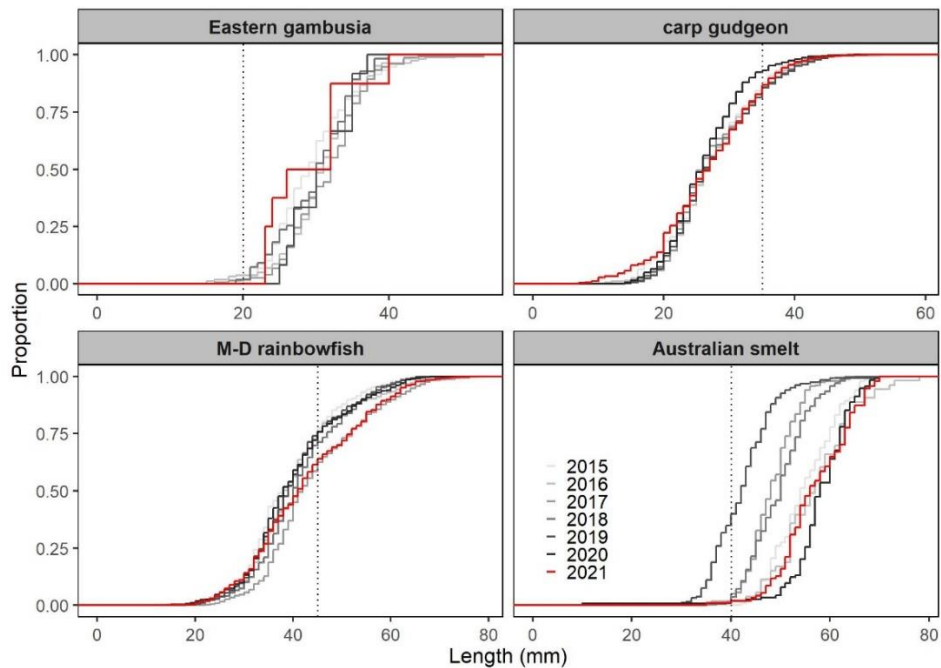 Eastern gambusia
carp gudgeon
1.00
0.75
0.50
0.25
0.00
0 20 40
0 20 40 60
M-D rainbowfish
Australian smelt
1.00
0.75
0.50
0.25
0.00
2015
2016
2017
2018
2019
2020
2021
0 20 40 60 80
0 20 40 60 80
Proportion
Length (mm)